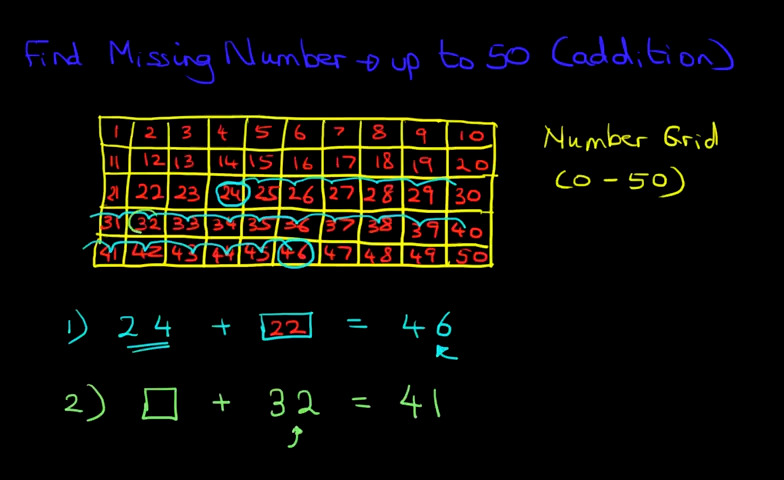 Find Missing Number → up to 50 (addition)
1 2 3 4 5 6 7 8 9 10
11 12 13 14 15 16 17 18 19 20
21 22 23 24 25 26 27 28 29 30
31 32 33 34 35 36 37 38 39 40
41 42 43 44 45 46 47 48 49 50
Number Grid
(0 - 50)
1) 24 + 22 = 46
2) □ + 32 = 41